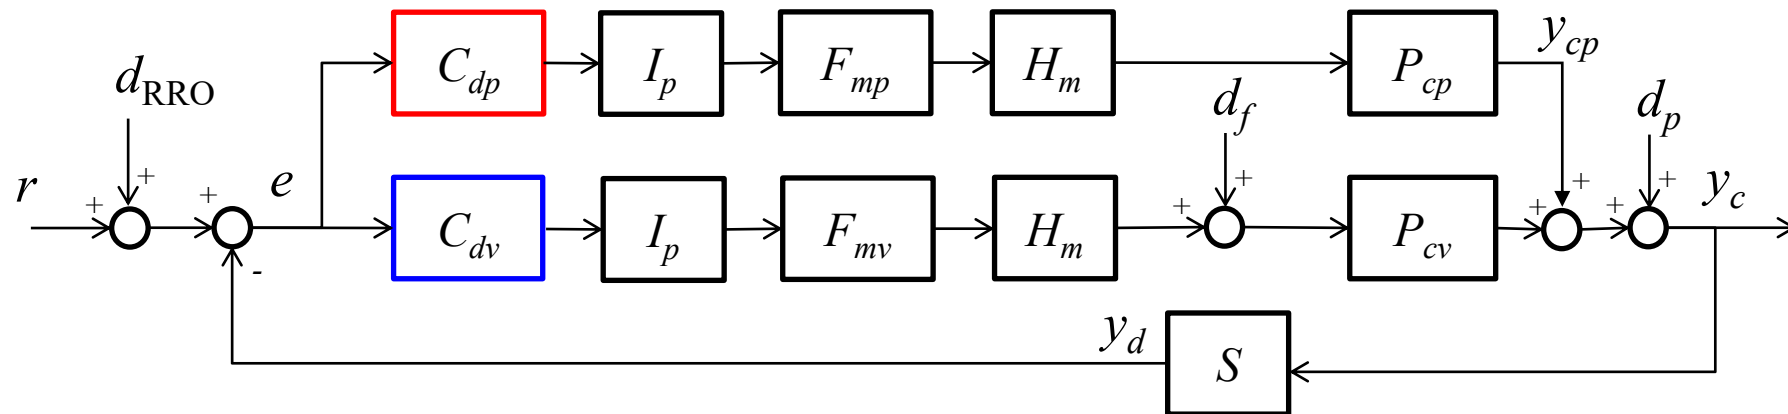 C_dp I_p F_mp H_m P_cp y_cp
d_RRO d_f d_p
r + + + e C_dv I_p F_mv H_m + + P_cv + + + + y_c
-
y_d S